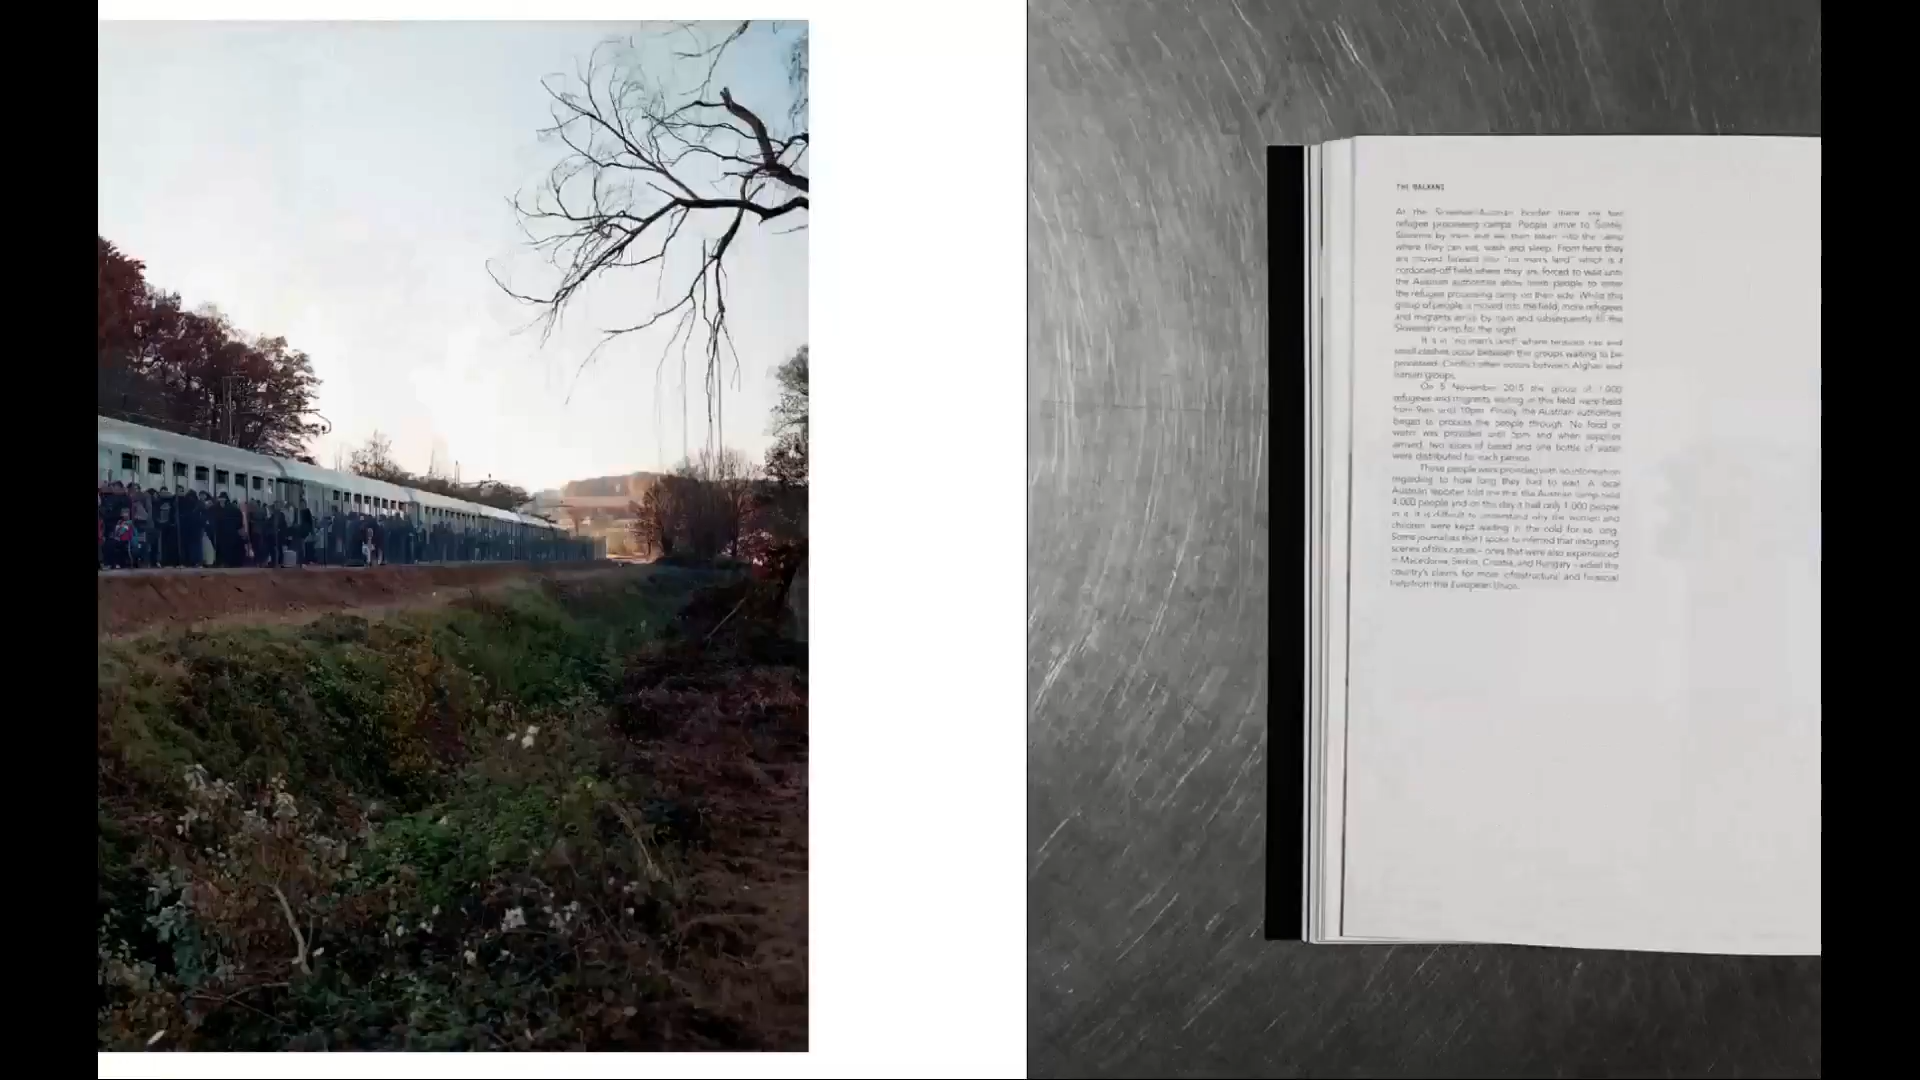 THE BALKANS
At the Slovenian/Austrian border there are two
refugee processing camps. People arrive to Šentilj,
Slovenia by train and are then taken into the camp
where they can eat, wash and sleep. From here they
are moved forward into "no man's land" which is a
cordoned-off field where they are forced to wait until
the Austrian authorities allow them people to enter
the refugee processing camp on their side. Whilst this
group of people is moved into the field, more refugees
and migrants arrive by train and subsequently fill the
Slovenian camp for the night.
It is in "no man's land" where tensions rise and
small clashes occur between the groups waiting to be
processed. Conflict often occurs between Afghan and
Iranian groups.
On 5 November 2015 the group of 1,000
refugees and migrants waiting in this field were held
from 9am until 10pm. Finally, the Austrian authorities
began to process the people through. No food or
water was provided until 5pm and when supplies
arrived, two slices of bread and one bottle of water
were distributed for each person.
These people were provided with no information
regarding to how long they had to wait. A local
Austrian reporter told me that the Austrian camp held
4,000 people and on this day it had only 1,000 people
in it. It is difficult to understand why the women and
children were kept waiting in the cold for so long.
Some journalists that I spoke to inferred that instigating
scenes of this nature – ones that were also experienced
in Macedonia, Serbia, Croatia, and Hungary – aided the
country's claims for more infrastructure and financial
help from the European Union.